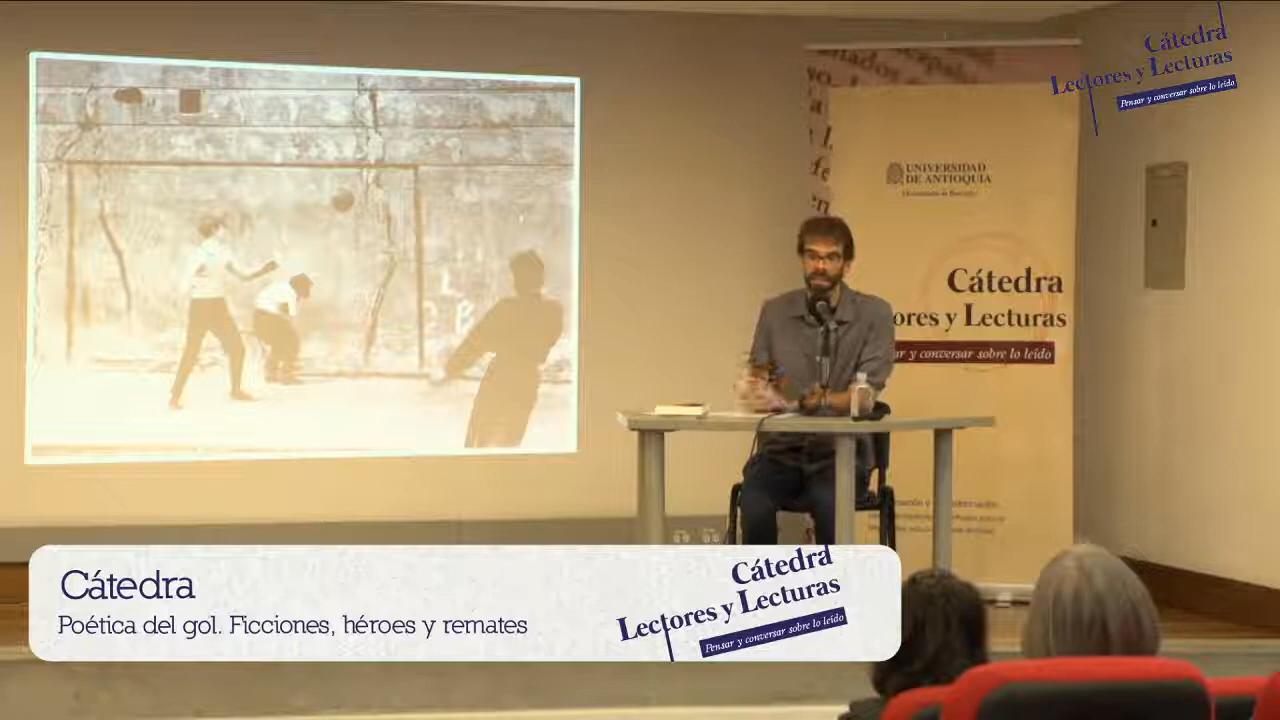 Cátedra
Lectores y Lecturas
Pensar y conversar sobre lo leído
UNIVERSIDAD
DE ANTIOQUIA
Cátedra
ores y Lecturas
ar y conversar sobre lo leído
Cátedra
Poética del gol. Ficciones, héroes y remates
Cátedra
Lectores y Lecturas
Pensar y conversar sobre lo leído